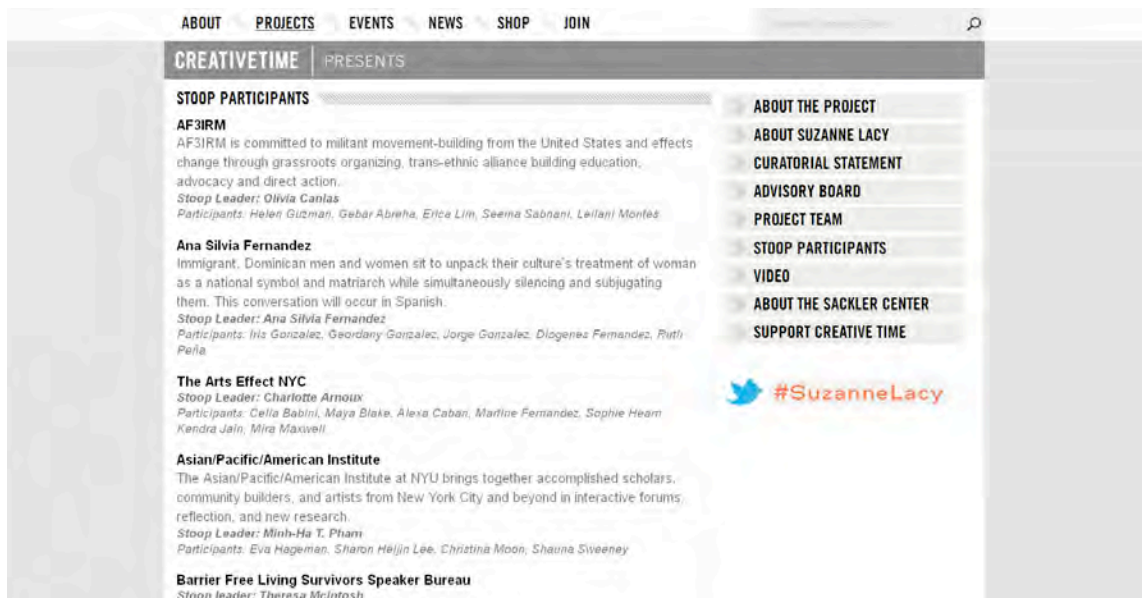 ABOUT PROJECTS EVENTS NEWS SHOP JOIN
CREATIVETIME PRESENTS
STOOP PARTICIPANTS
AF3IRM
AF3IRM is committed to militant movement-building from the United States and effects
change through grassroots organizing, trans-ethnic alliance building education,
advocacy and direct action.
Stoop Leader: Olivia Canlas
Participants: Helen Guzman, Gebar Abreha, Erica Lim, Seema Sabnani, Leilani Montes
Ana Silvia Fernandez
Immigrant, Dominican men and women sit to unpack their culture's treatment of woman
as a national symbol and matriarch while simultaneously silencing and subjugating
them. This conversation will occur in Spanish.
Stoop Leader: Ana Silvia Fernandez
Participants: Iris Gonzalez, Geordany Gonzalez, Jorge Gonzalez, Diogenes Fernandez, Ruth
Peña
The Arts Effect NYC
Stoop Leader: Charlotte Arnoux
Participants: Celia Babini, Maya Blake, Alexa Caban, Martine Fernandez, Sophie Hearn
Kendra Jain, Mira Maxwell
Asian/Pacific/American Institute
The Asian/Pacific/American Institute at NYU brings together accomplished scholars,
community builders, and artists from New York City and beyond in interactive forums,
reflection, and new research.
Stoop Leader: Minh-Ha T. Pham
Participants: Eva Hageman, Sharon Heijin Lee, Christina Moon, Shauna Sweeney
Barrier Free Living Survivors Speaker Bureau
Stoop leader: Theresa McIntosh
ABOUT THE PROJECT
ABOUT SUZANNE LACY
CURATORIAL STATEMENT
ADVISORY BOARD
PROJECT TEAM
STOOP PARTICIPANTS
VIDEO
ABOUT THE SACKLER CENTER
SUPPORT CREATIVE TIME
#SuzanneLacy